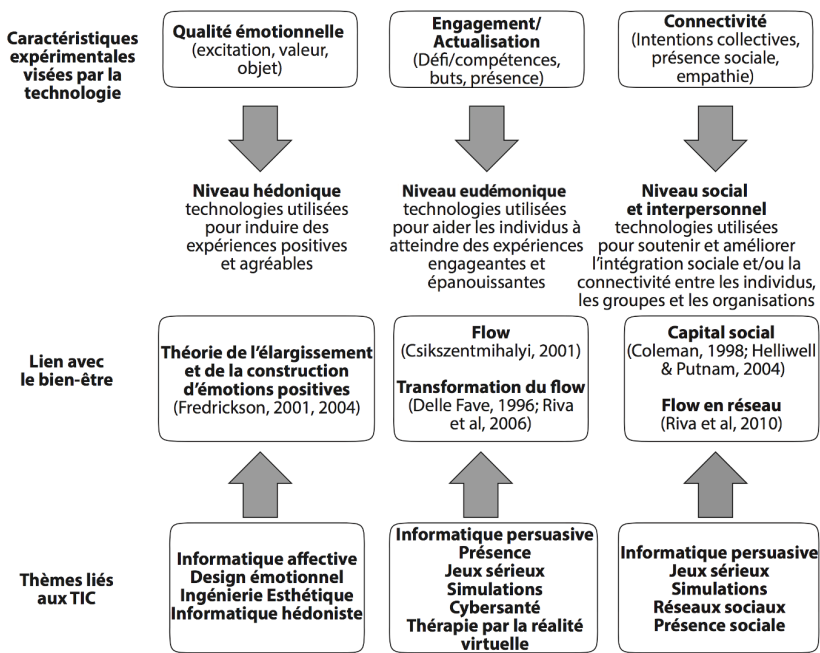 Caractéristiques
expérimentales
visées par la
technologie
Qualité émotionnelle
(excitation, valeur,
objet)
Engagement/
Actualisation
(Défi/compétences,
buts, présence)
Connectivité
(Intentions collectives,
présence sociale,
empathie)
Niveau hédonique
technologies utilisées
pour induire des
expériences positives
et agréables
Niveau eudémonique
technologies utilisées
pour aider les individus à
atteindre des expériences
engageantes et
épanouissantes
Niveau social
et interpersonnel
technologies utilisées
pour soutenir et améliorer
l'intégration sociale et/ou la
connectivité entre les individus,
les groupes et les organisations
Lien avec
le bien-être
Théorie de l'élargissement
et de la construction
d'émotions positives
(Fredrickson, 2001, 2004)
Flow
(Csikszentmihalyi, 2001)
Transformation du flow
(Delle Fave, 1996; Riva
et al, 2006)
Capital social
(Coleman, 1998; Helliwell
& Putnam, 2004)
Flow en réseau
(Riva et al, 2010)
Thèmes liés
aux TIC
Informatique affective
Design émotionnel
Ingénierie Esthétique
Informatique hédoniste
Informatique persuasive
Présence
Jeux sérieux
Simulations
Cybersanté
Thérapie par la réalité
virtuelle
Informatique persuasive
Jeux sérieux
Simulations
Réseaux sociaux
Présence sociale